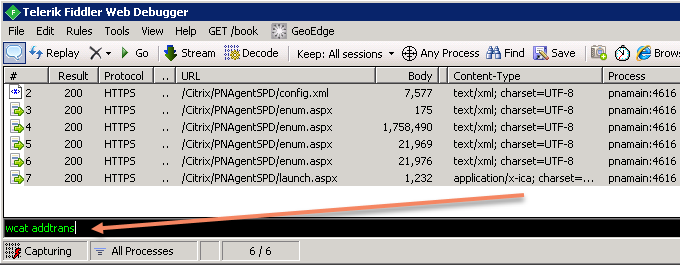 Telerik Fiddler Web Debugger
File Edit Rules Tools View Help GET /book GeoEdge
Replay X Go Stream Decode Keep: All sessions Any Process Find Save Brows
# Result Protocol .. URL Body .. Content-Type Process
2 200 HTTPS .. /Citrix/PNAgentSPD/config.xml 7,577 text/xml; charset=UTF-8 pnamain:4616
3 200 HTTPS .. /Citrix/PNAgentSPD/enum.aspx 175 text/xml; charset=UTF-8 pnamain:4616
4 200 HTTPS .. /Citrix/PNAgentSPD/enum.aspx 1,758,490 text/xml; charset=UTF-8 pnamain:4616
5 200 HTTPS .. /Citrix/PNAgentSPD/enum.aspx 21,969 text/xml; charset=UTF-8 pnamain:4616
6 200 HTTPS .. /Citrix/PNAgentSPD/enum.aspx 21,976 text/xml; charset=UTF-8 pnamain:4616
7 200 HTTPS .. /Citrix/PNAgentSPD/launch.aspx 1,232 application/x-ica; charset=... pnamain:4616
wcat addtrans
Capturing All Processes 6 / 6